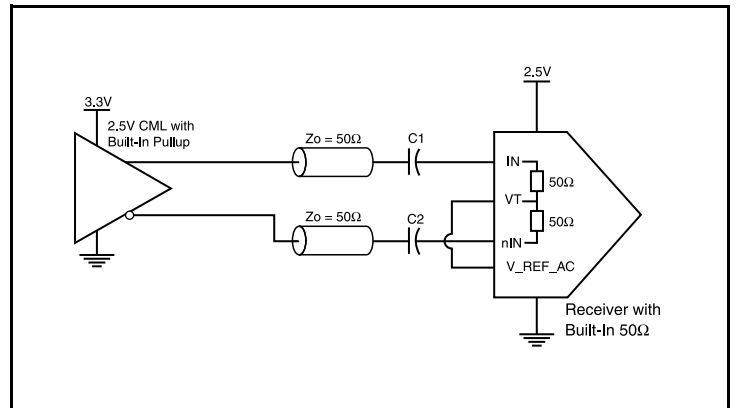 3.3V
2.5V CML with
Built-In Pullup
Zo = 50Ω
C1
Zo = 50Ω
C2
2.5V
IN
50Ω
VT
50Ω
nIN
V_REF_AC
Receiver with
Built-In 50Ω